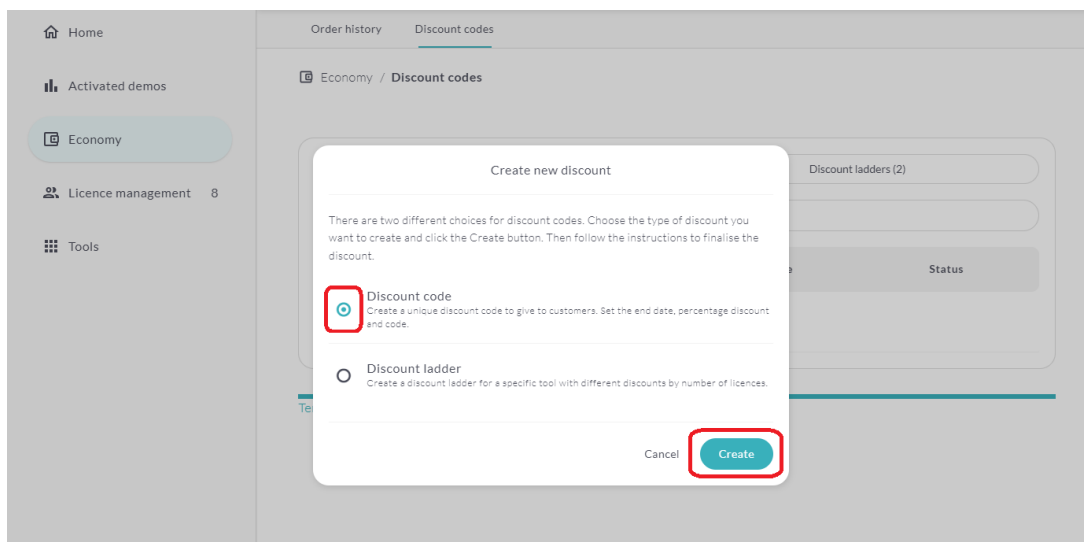 Home
Activated demos
Economy
Licence management 8
Tools
Order history Discount codes
Economy / Discount codes
Discount ladders (2)
Status
Create new discount
There are two different choices for discount codes. Choose the type of discount you
want to create and click the Create button. Then follow the instructions to finalise the
discount.
Discount code
Create a unique discount code to give to customers. Set the end date, percentage discount
and code.
Discount ladder
Create a discount ladder for a specific tool with different discounts by number of licences.
Cancel Create